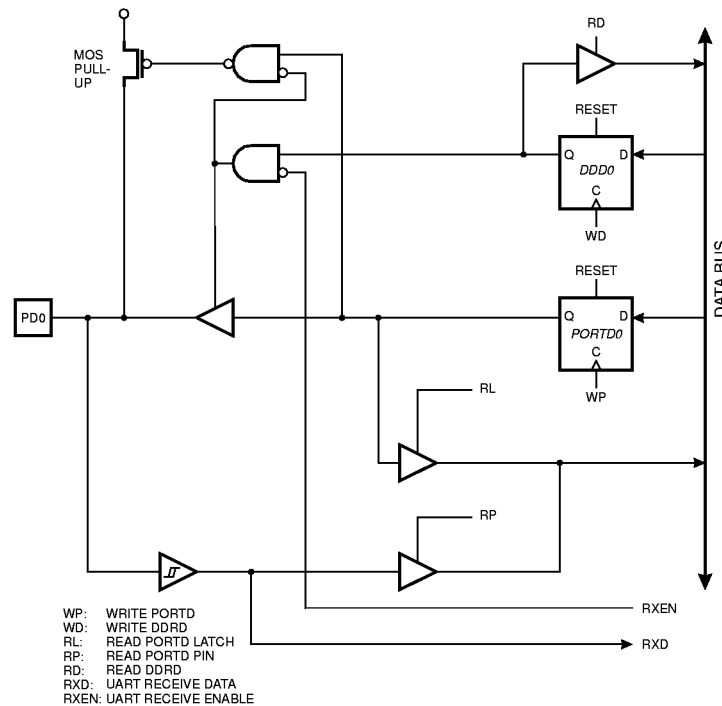 RD
MOS
PULL-
UP
RESET
Q D
DDD0
C
WD
DATA BUS
RESET
PD0
Q D
PORTD0
C
WP
RL
RP
WP: WRITE PORTD
WD: WRITE DDRD
RL: READ PORTD LATCH
RP: READ PORTD PIN
RD: READ DDRD
RXD: UART RECEIVE DATA
RXEN: UART RECEIVE ENABLE
RXEN
RXD